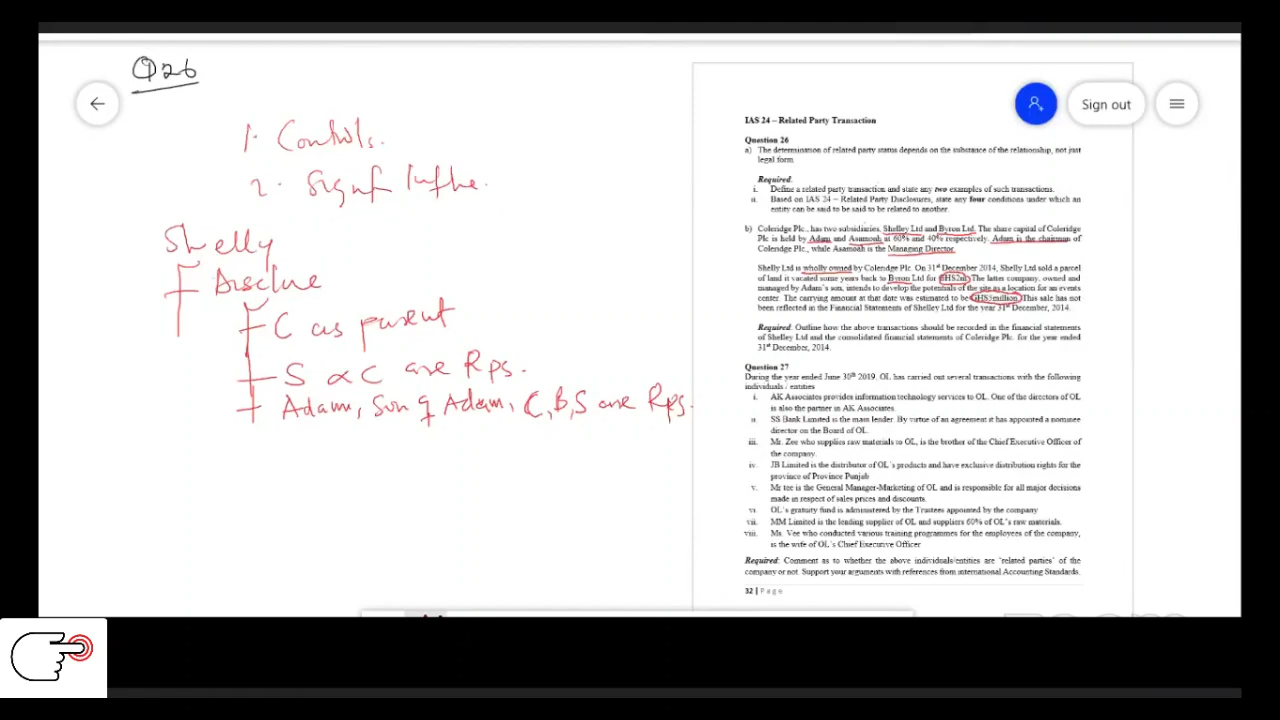 Q26
1. Controls.
2. Signf Influe.
Shelly
Disclue
C as parent
S & C are Rps.
Adam, Son of Adam, C, B, S are Rps.
Sign out
IAS 24 – Related Party Transaction
Question 26
a) The determination of related party status depends on the substance of the relationship, not just
legal form.
Required:
i. Define a related party transaction and state any two examples of such transactions.
ii. Based on IAS 24 – Related Party Disclosures, state any four conditions under which an
entity can be said to be said to be related to another.
b) Coleridge Plc., has two subsidiaries, Shelley Ltd and Byron Ltd. The share capital of Coleridge
Plc is held by Adam and Asamoah at 60% and 40% respectively. Adam is the chairman of
Coleridge Plc., while Asamoah is the Managing Director.
Shelly Ltd is wholly owned by Coleridge Plc. On 31st December 2014, Shelly Ltd sold a parcel
of land it vacated some years back to Byron Ltd for GHS2m. The latter company, owned and
managed by Adam's son, intends to develop the potentials of the site as a location for an events
center. The carrying amount at that date was estimated to be GHS3million. This sale has not
been reflected in the Financial Statements of Shelly Ltd for the year 31st December, 2014.
Required: Outline how the above transactions should be recorded in the financial statements
of Shelly Ltd and the consolidated financial statements of Coleridge Plc. for the year ended
31st December, 2014.
Question 27
During the year ended June 30th 2019. OL has carried out several transactions with the following
individuals / entities
i. AK Associates provides information technology services to OL. One of the directors of OL
is also the partner in AK Associates.
ii. SS Bank Limited is the main lender. By virtue of an agreement it has appointed a nominee
director on the Board of OL.
iii. Mr. Zee who supplies raw materials to OL, is the brother of the Chief Executive Officer of
the company.
iv. JB Limited is the distributor of OL's products and have exclusive distribution rights for the
province of Province Punjab
v. Mr tee is the General Manager-Marketing of OL and is responsible for all major decisions
made in respect of sales prices and discounts.
vi. OL's gratuity fund is administered by the Trustees appointed by the company
vii. MM Limited is the leading supplier of OL and suppliers 60% of OL's raw materials.
viii. Ms. Vee who conducted various training programmes for the employees of the company,
is the wife of OL's Chief Executive Officer
Required: Comment as to whether the above individuals/entities are 'related parties' of the
company or not. Support your arguments with references from international Accounting Standards.
32 | Page